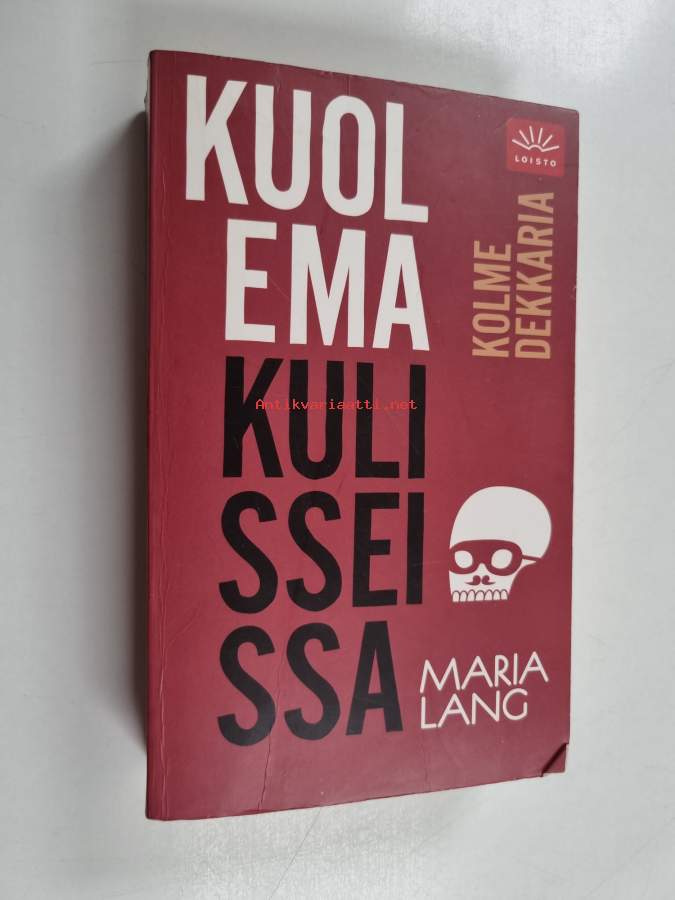 KUOL
EMA
KULI
SSEI
SSA
LOISTO
KOLME
DEKKARIA
Antikvariaatti.net
MARIA
LANG